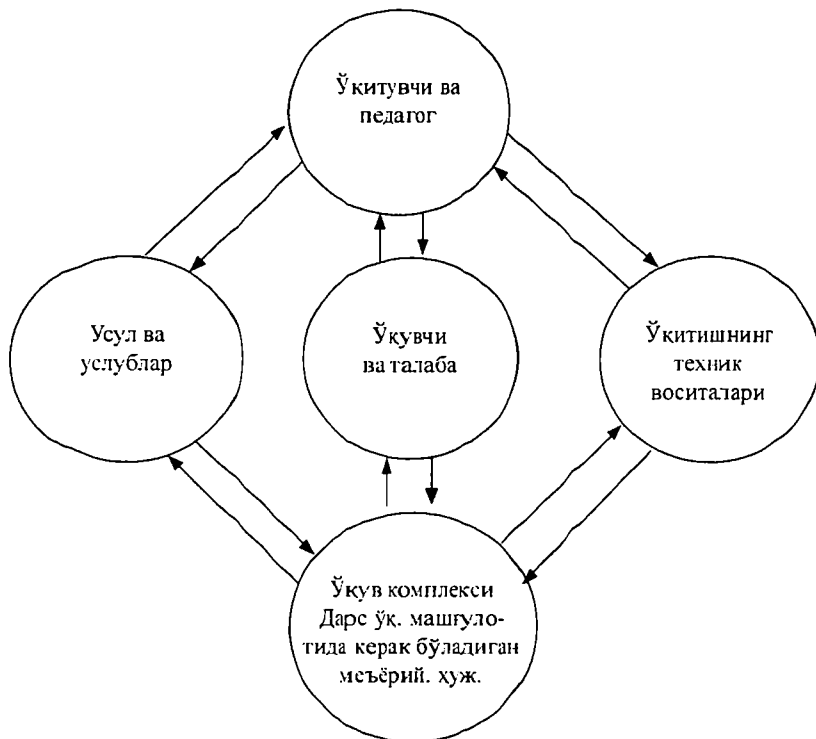 Ўқитувчи ва
педагог
Усул ва
услублар
Ўқувчи
ва талаба
Ўқитишнинг
техник
воситалари
Ўқув комплекси
Дарс ўқ. машғуло-
тида керак бўладиган
меъёрий. ҳуж.